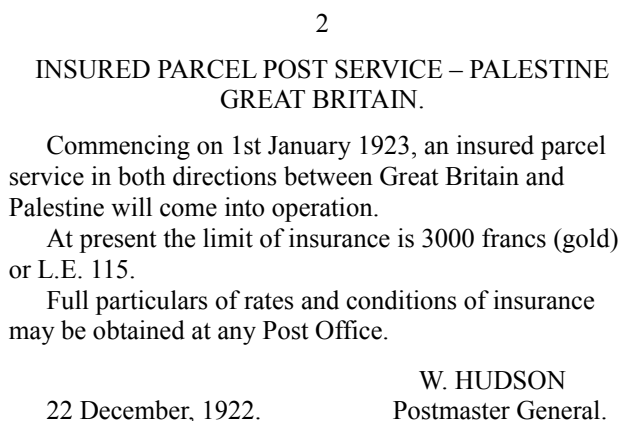 2
INSURED PARCEL POST SERVICE – PALESTINE
GREAT BRITAIN.
Commencing on 1st January 1923, an insured parcel
service in both directions between Great Britain and
Palestine will come into operation.
At present the limit of insurance is 3000 francs (gold)
or L.E. 115.
Full particulars of rates and conditions of insurance
may be obtained at any Post Office.
W. HUDSON
22 December, 1922. Postmaster General.